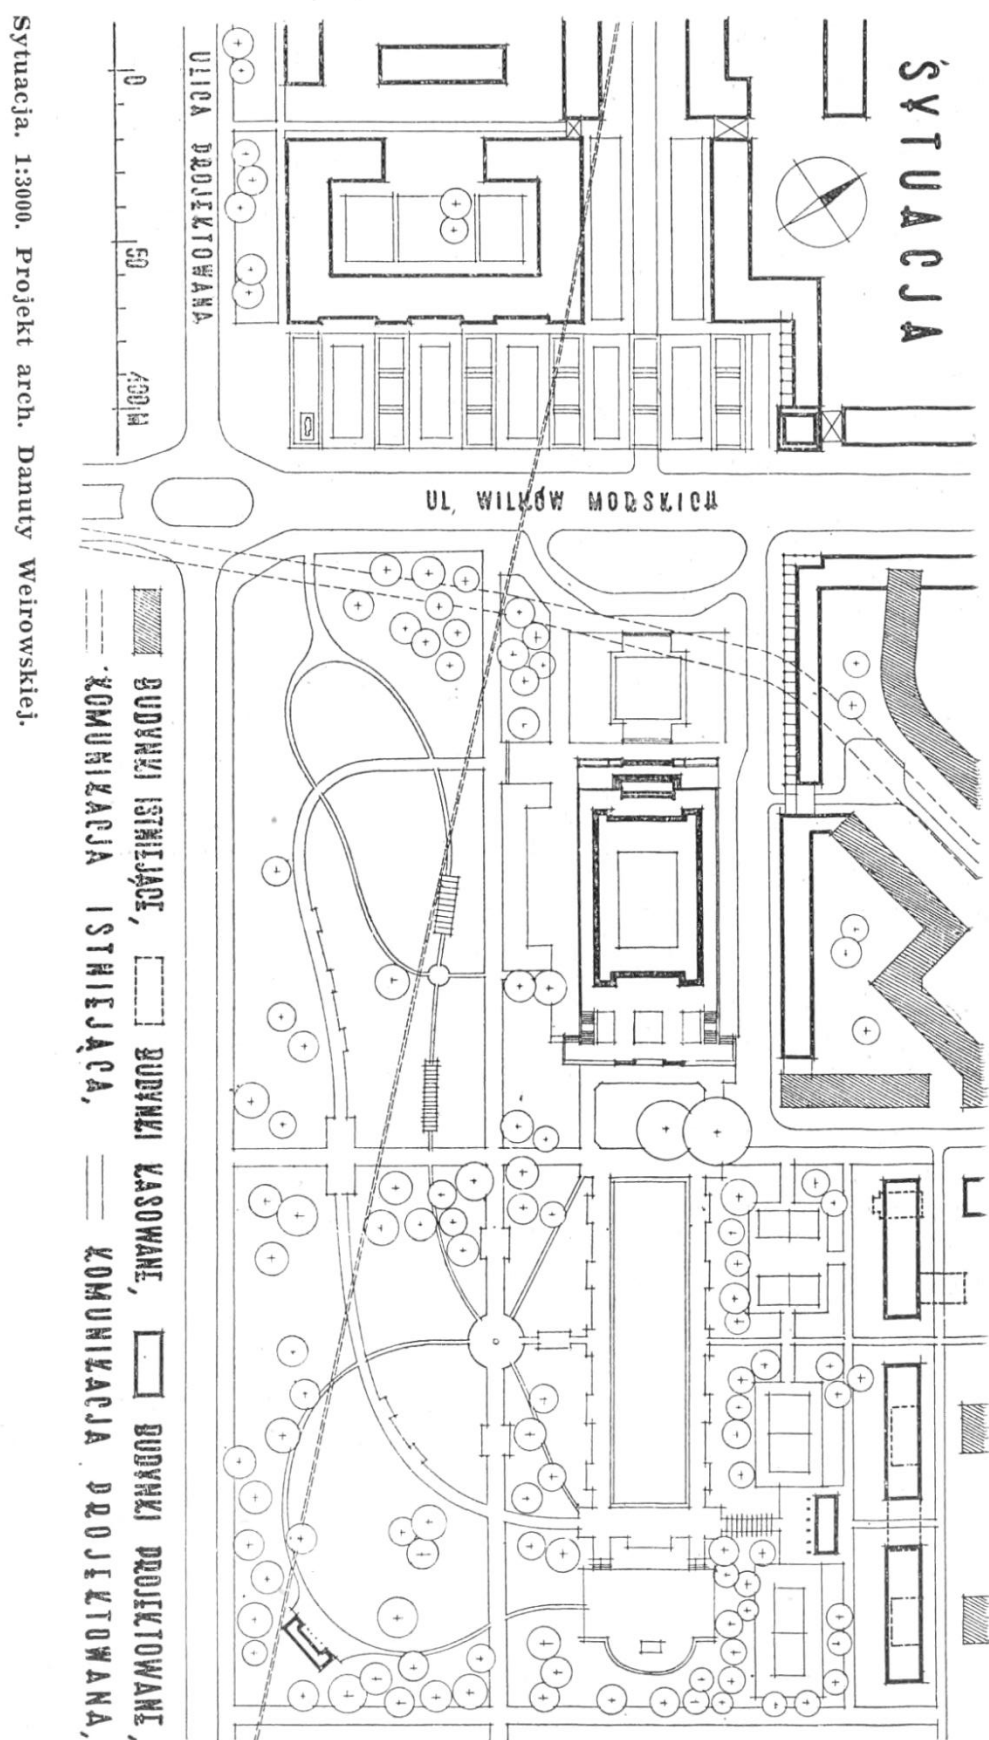 ŚYTUACJA
UL. WILKÓW MORSKICH
ULICA PROJEKTOWANA
BUDYNKI ISTNIEJĄCE, BUDYNKI KASOWANE, BUDYNKI PROJEKTOWANE,
0 50 100 M
KOMUNIKACJA ISTNIEJĄCA, KOMUNIKACJA PROJEKTOWANA,
Sytuacja. 1:3000. Projekt arch. Danuty Weirowskiej.